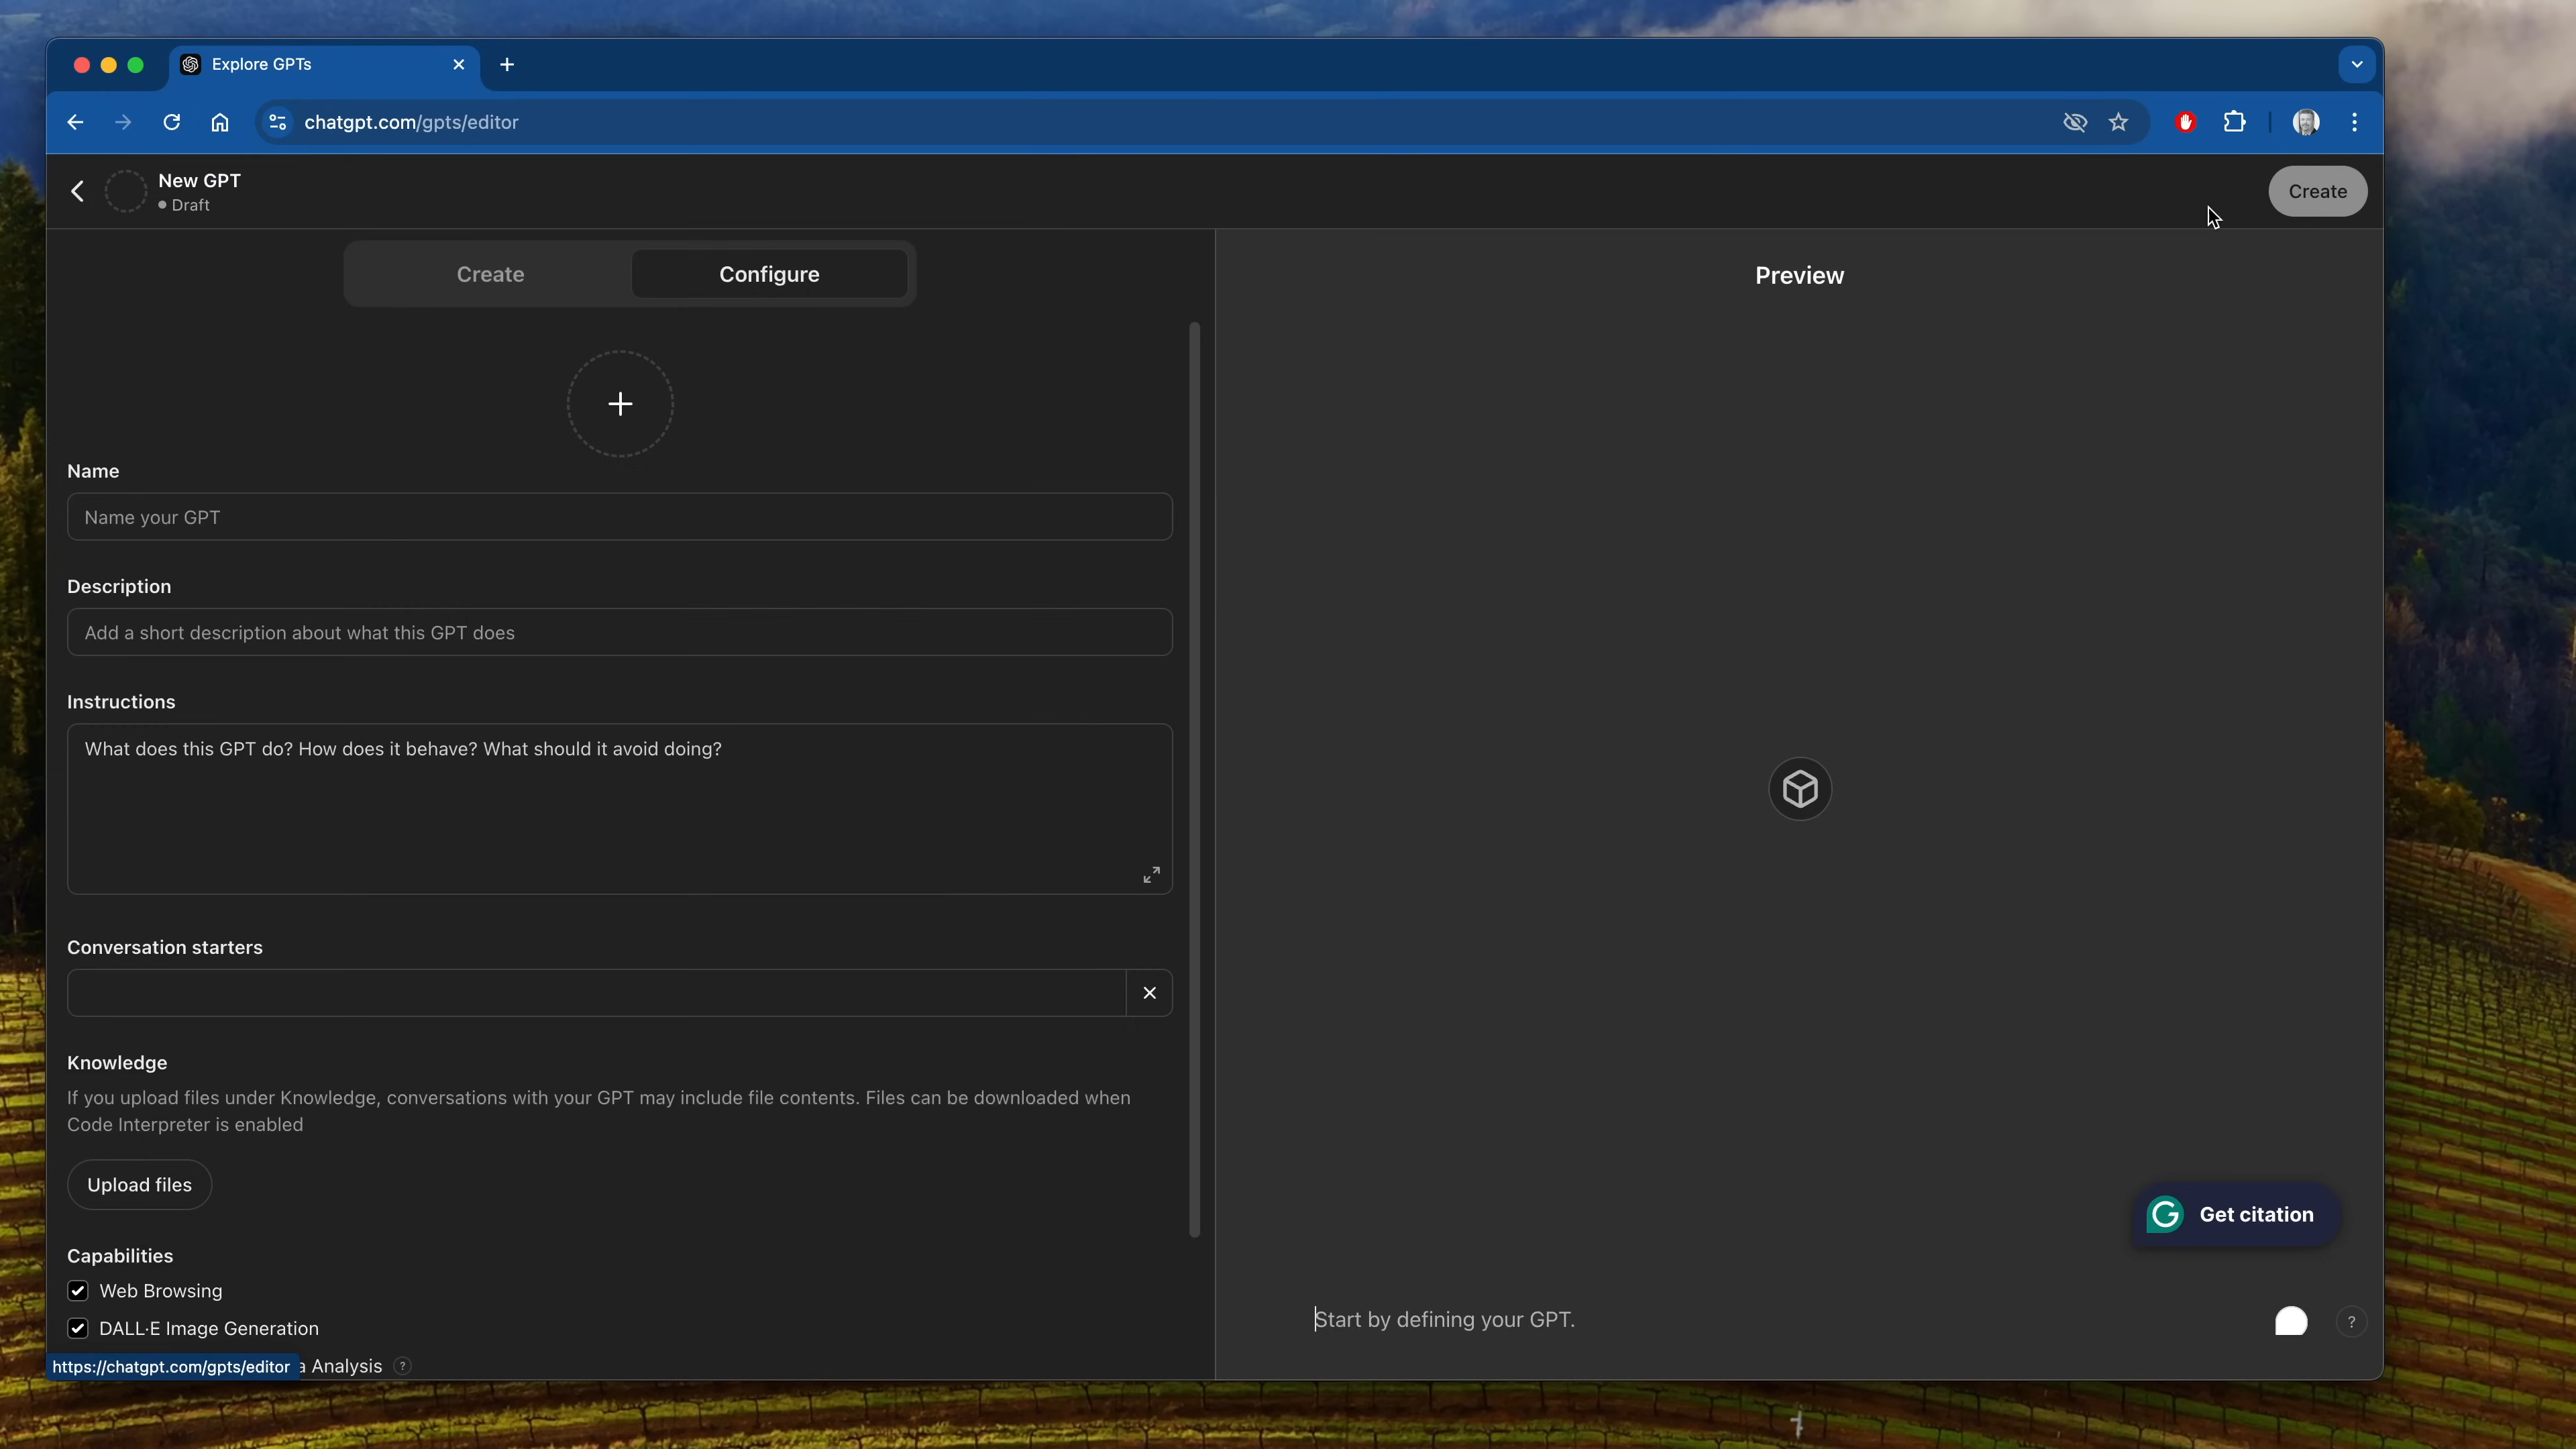 Explore GPTs
chatgpt.com/gpts/editor
New GPT
Draft
Create
Create
Configure
Preview
Name
Name your GPT
Description
Add a short description about what this GPT does
Instructions
What does this GPT do? How does it behave? What should it avoid doing?
Conversation starters
Knowledge
If you upload files under Knowledge, conversations with your GPT may include file contents. Files can be downloaded when
Code Interpreter is enabled
Upload files
Get citation
Capabilities
Web Browsing
Start by defining your GPT.
?
DALL·E Image Generation
https://chatgpt.com/gpts/editor
a Analysis ?